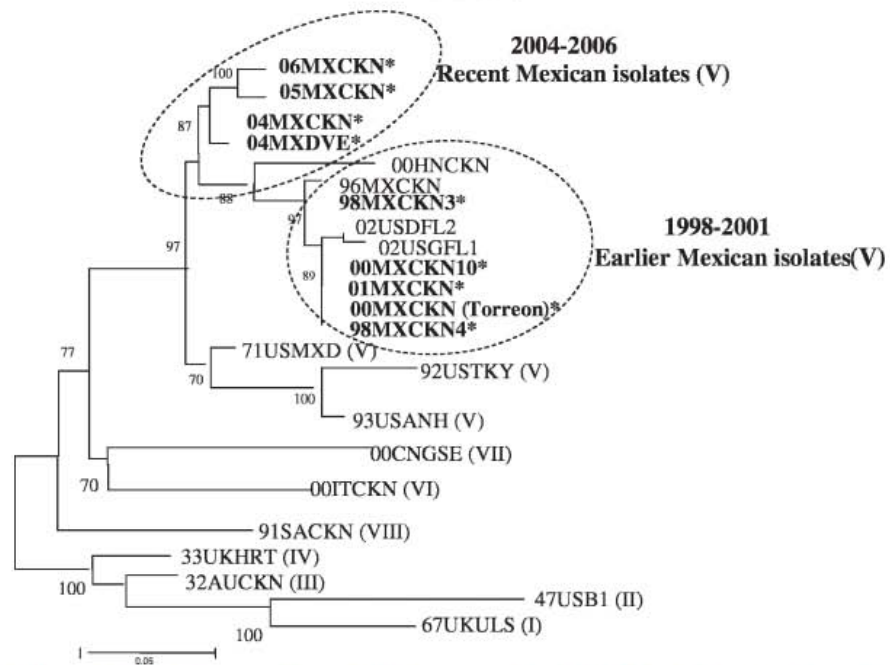 2004-2006
Recent Mexican isolates (V)
100
06MXCKN*
05MXCKN*
87
04MXCKN*
04MXDVE*
00HNCKN
88
96MXCKN
98MXCKN3*
97
02USDFL2
02USGFL1
1998-2001
Earlier Mexican isolates(V)
97
89
00MXCKN10*
01MXCKN*
00MXCKN (Torreon)*
98MXCKN4*
77
71USMXD (V)
70
92USTKY (V)
100
93USANH (V)
00CNGSE (VII)
70
00ITCKN (VI)
91SACKN (VIII)
33UKHRT (IV)
100
32AUCKN (III)
47USB1 (II)
100
67UKULS (I)
0.05